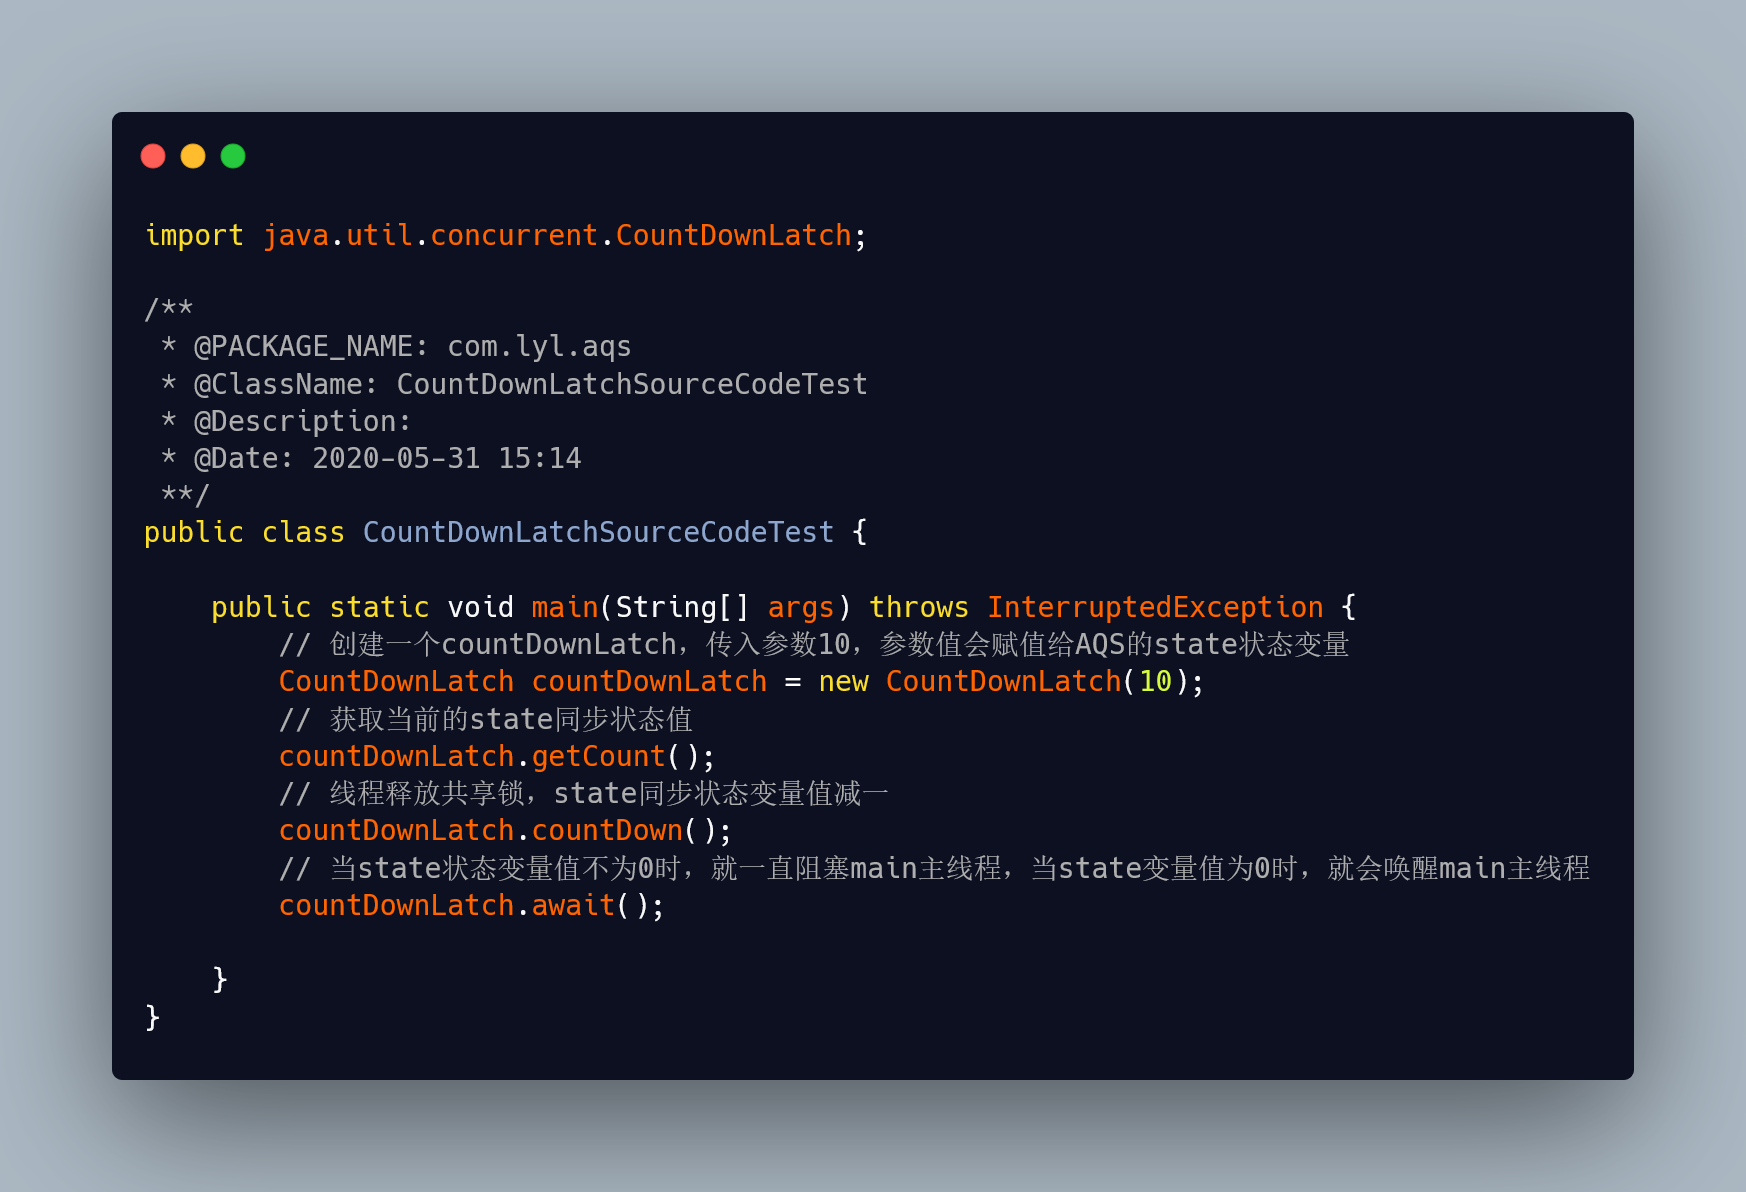 import java.util.concurrent.CountDownLatch;
/**
 * @PACKAGE_NAME: com.lyl.aqs
 * @ClassName: CountDownLatchSourceCodeTest
 * @Description:
 * @Date: 2020-05-31 15:14
 **/
public class CountDownLatchSourceCodeTest {
    public static void main(String[] args) throws InterruptedException {
        // 创建一个countDownLatch，传入参数10，参数值会赋值给AQS的state状态变量
        CountDownLatch countDownLatch = new CountDownLatch(10);
        // 获取当前的state同步状态值
        countDownLatch.getCount();
        // 线程释放共享锁，state同步状态变量值减一
        countDownLatch.countDown();
        // 当state状态变量值不为0时，就一直阻塞main主线程，当state变量值为0时，就会唤醒main主线程
        countDownLatch.await();
    }
}